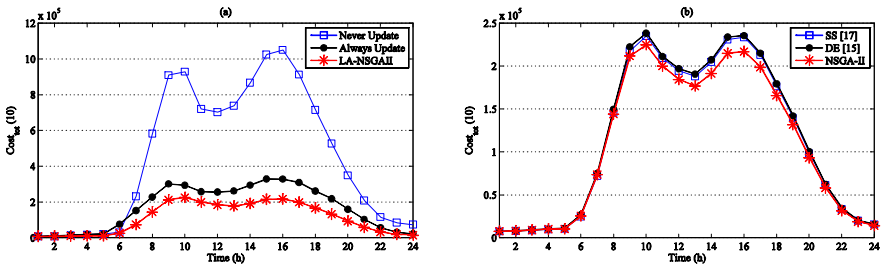 (a)
x 10^5
12
10
8
6
4
2
0
Cost_tot (10)
2 4 6 8 10 12 14 16 18 20 22 24
Time (h)
Never Update
Always Update
LA-NSGAII
(b)
x 10^5
2.5
2
1.5
1
0.5
0
Cost_tot (10)
2 4 6 8 10 12 14 16 18 20 22 24
Time (h)
SS [17]
DE [15]
NSGA-II